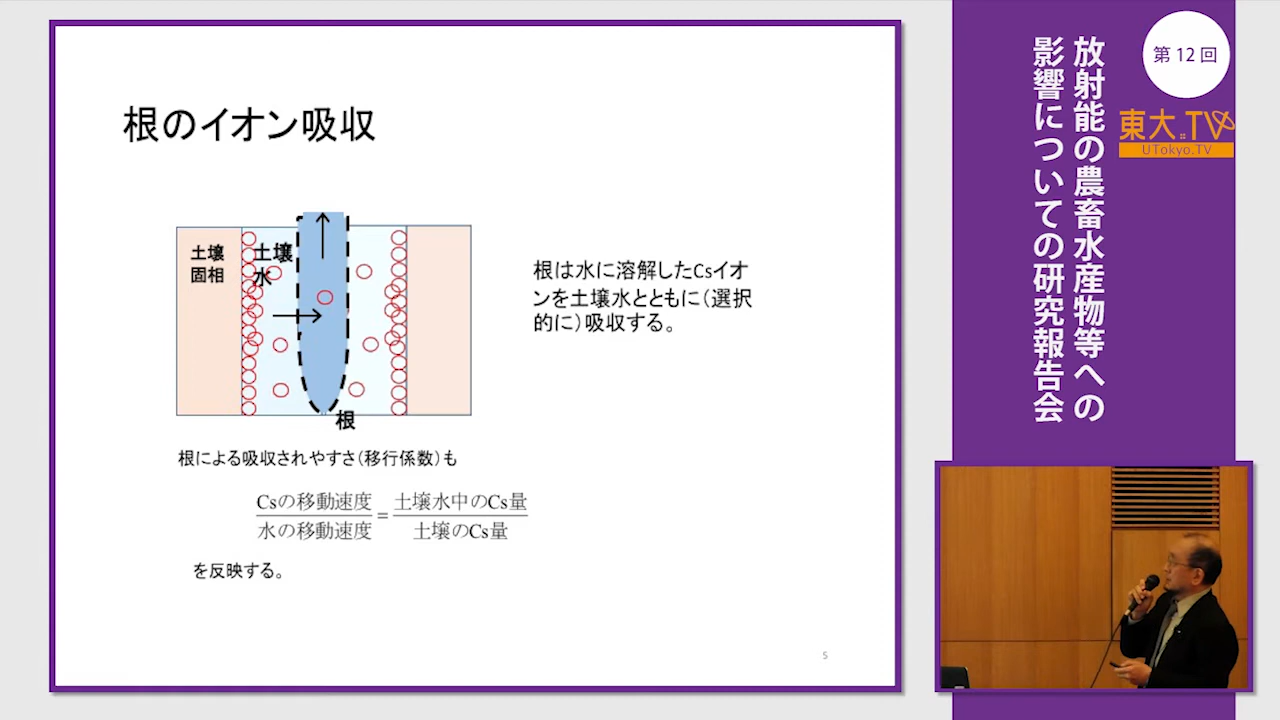 根のイオン吸収
土壌
固相
土壌
水
根
根は水に溶解したCsイオ
ンを土壌水とともに(選択
的に)吸収する。
根による吸収されやすさ(移行係数)も
Csの移動速度
水の移動速度
=
土壌水中のCs量
土壌のCs量
を反映する。
5
第12回
東大.TV
UTokyo.TV
放射能の農畜水産物等への
影響についての研究報告会